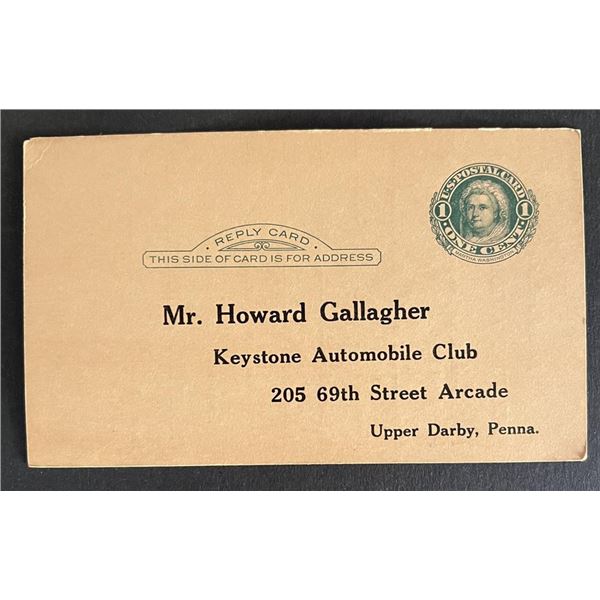 U.S. POSTAL CARD
1 1
ONE CENT
MARTHA WASHINGTON
REPLY CARD
THIS SIDE OF CARD IS FOR ADDRESS
Mr. Howard Gallagher
Keystone Automobile Club
205 69th Street Arcade
Upper Darby, Penna.